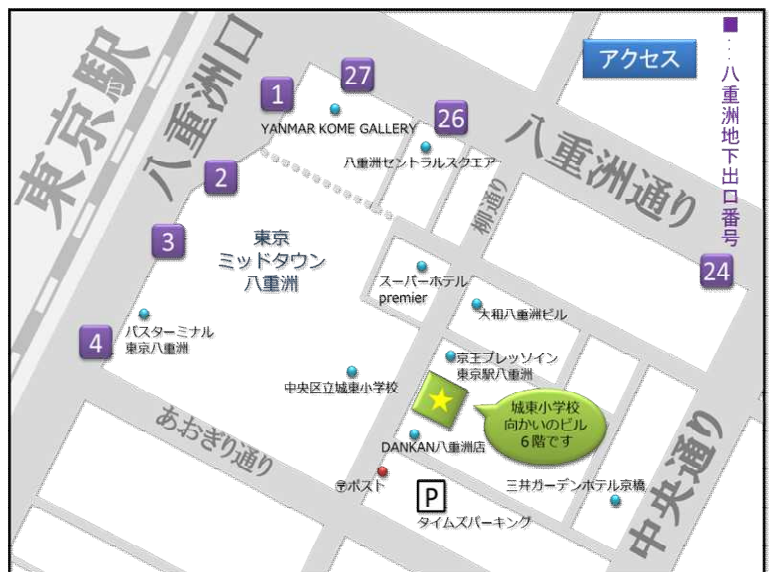 東京駅
八重洲口
アクセス
■…八重洲地下出口番号
1
27
YANMAR KOME GALLERY
26
八重洲セントラルスクエア
八重洲通り
2
柳通り
3
東京
ミッドタウン
八重洲
24
スーパーホテル
premier
大和八重洲ビル
バスターミナル
東京八重洲
4
京王プレッソイン
東京駅八重洲
中央区立城東小学校
城東小学校
向かいのビル
6階です
あおぎり通り
DANKAN八重洲店
中央通り
〶ポスト
P
タイムズパーキング
三井ガーデンホテル京橋